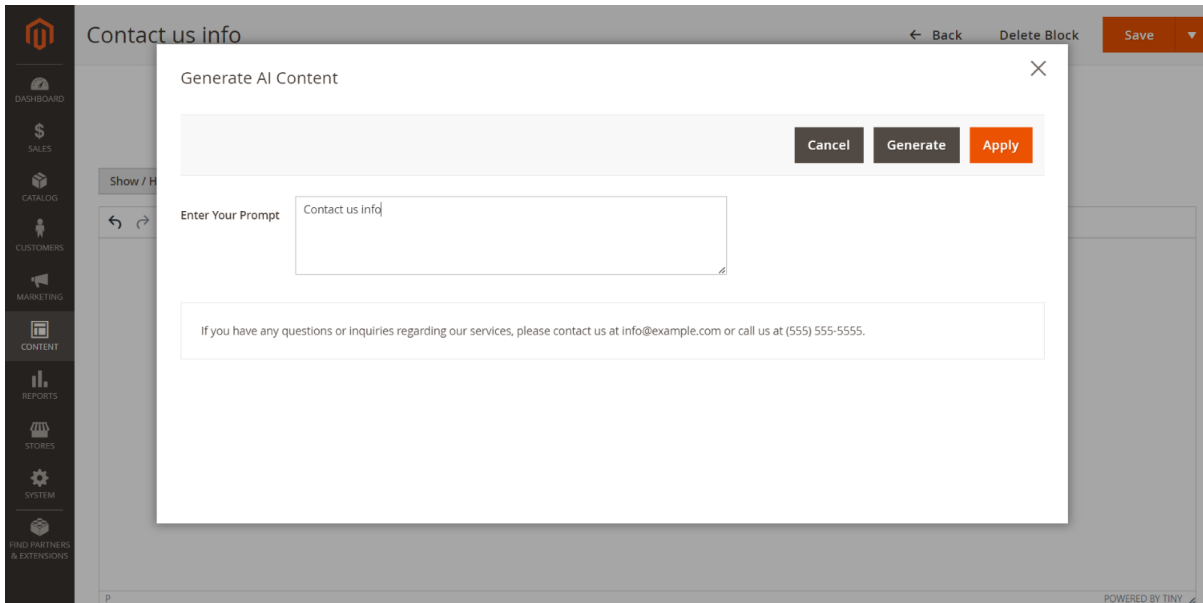 Contact us info
← Back
Delete Block
Save
Generate AI Content
DASHBOARD
SALES
CATALOG
CUSTOMERS
MARKETING
CONTENT
REPORTS
STORES
SYSTEM
FIND PARTNERS
& EXTENSIONS
Show / H
Cancel
Generate
Apply
Enter Your Prompt
Contact us info
If you have any questions or inquiries regarding our services, please contact us at info@example.com or call us at (555) 555-5555.
P
POWERED BY TINY